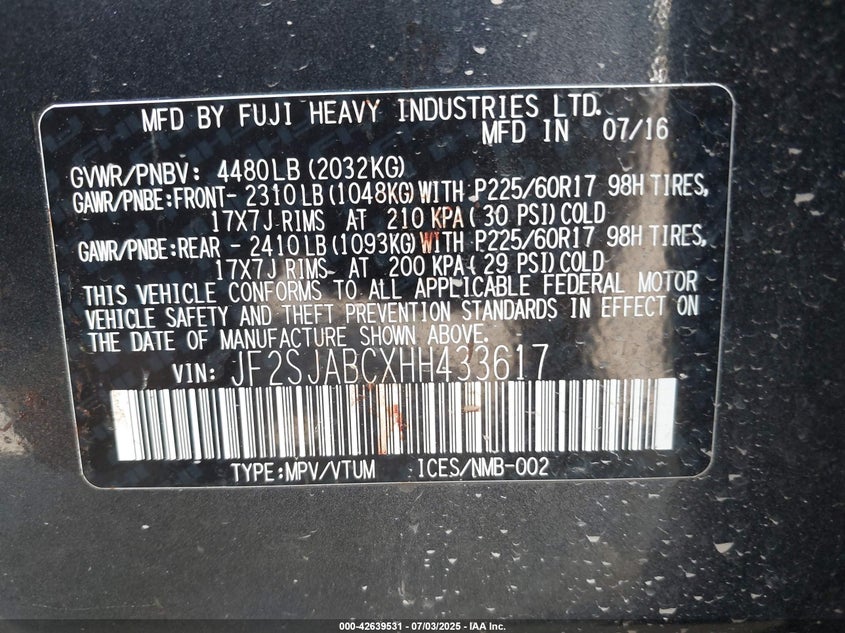 MFD BY FUJI HEAVY INDUSTRIES LTD.
MFD IN 07/16
GVWR/PNBV: 4480LB (2032KG)
GAWR/PNBE:FRONT- 2310LB (1048KG) WITH P225/60R17 98H TIRES,
17X7J RIMS AT 210 KPA (30 PSI) COLD
GAWR/PNBE:REAR - 2410LB (1093KG) WITH P225/60R17 98H TIRES,
17X7J RIMS AT 200 KPA (29 PSI) COLD
THIS VEHICLE CONFORMS TO ALL APPLICABLE FEDERAL MOTOR
VEHICLE SAFETY AND THEFT PREVENTION STANDARDS IN EFFECT ON
THE DATE OF MANUFACTURE SHOWN ABOVE.
VIN: JF2SJABCXHH433617
TYPE:MPV/VTUM ICES/NMB-002
000-42639531 - 07/03/2025 - IAA Inc.